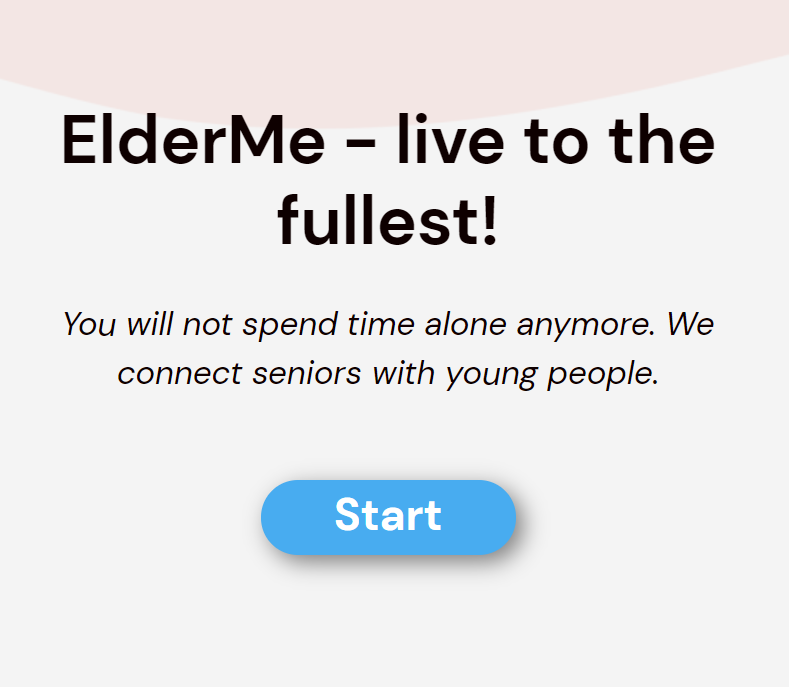 ElderMe - live to the
fullest!
You will not spend time alone anymore. We
connect seniors with young people.
Start